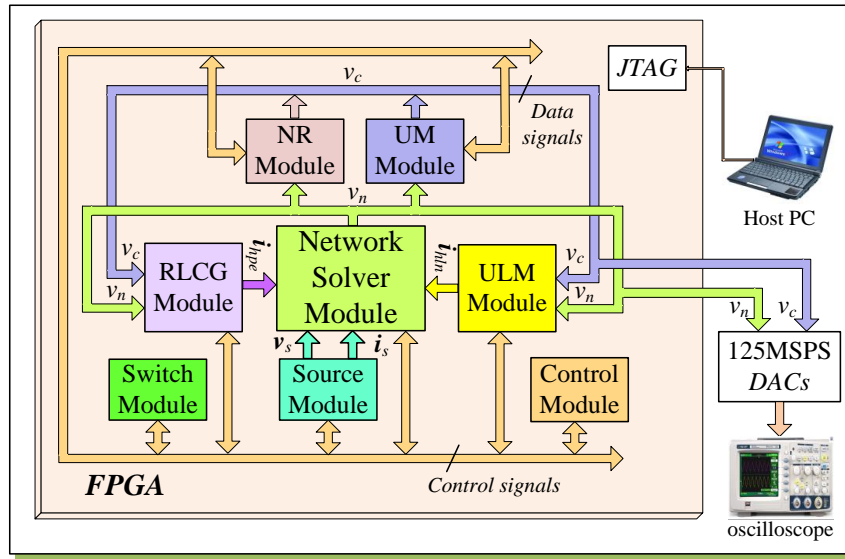 JTAG
v_c
Data
signals
NR
Module
UM
Module
Host PC
v_n
v_c
v_n
RLCG
Module
i_hpe
Network
Solver
Module
i_hln
ULM
Module
v_c
v_n
v_n
v_c
v_s
i_s
Switch
Module
Source
Module
Control
Module
125MSPS
DACs
FPGA
Control signals
oscilloscope